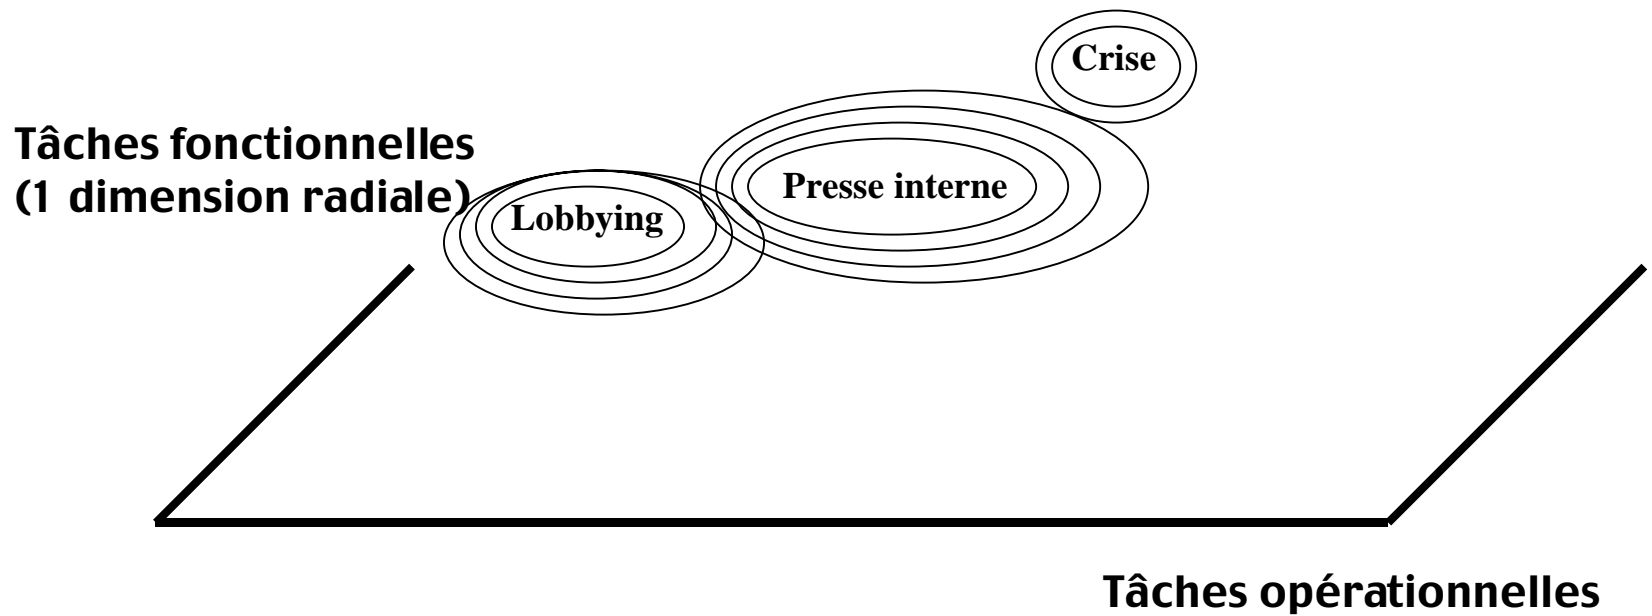 Crise
Tâches fonctionnelles
(1 dimension radiale)
Presse interne
Lobbying
Tâches opérationnelles